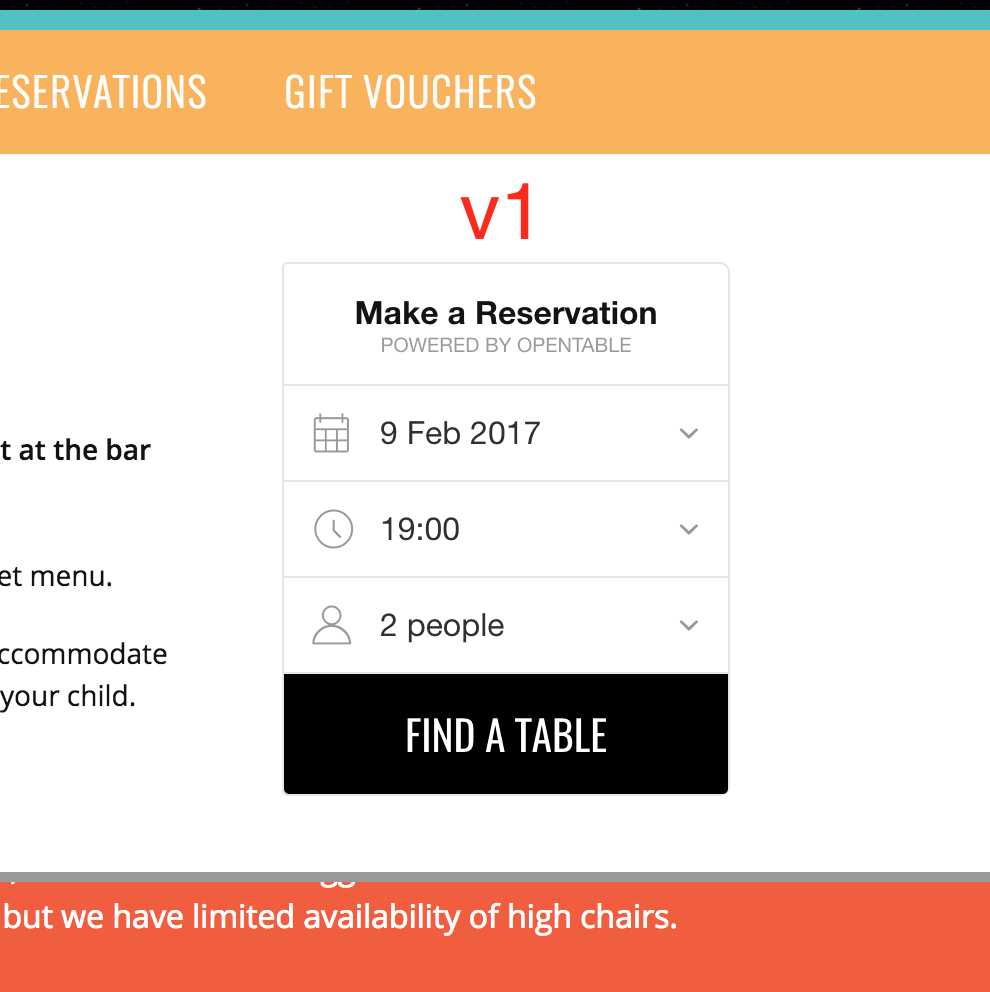 ESERVATIONS GIFT VOUCHERS
v1
Make a Reservation
POWERED BY OPENTABLE
9 Feb 2017
t at the bar
19:00
et menu.
2 people
ccommodate
your child.
FIND A TABLE
but we have limited availability of high chairs.